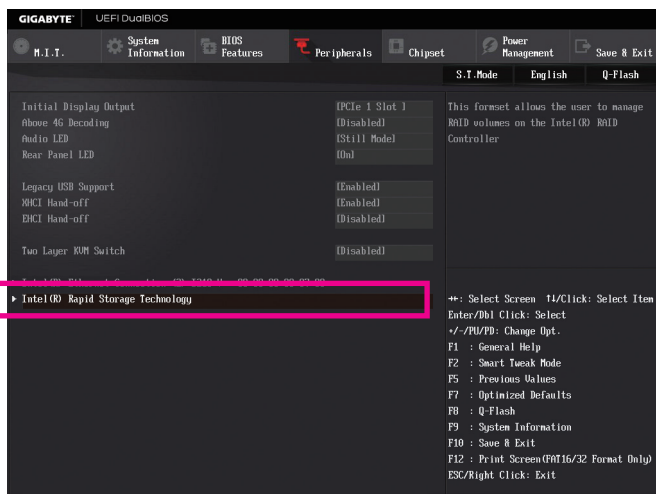 GIGABYTE™ UEFI DualBIOS
M.I.T.
System Information
BIOS Features
Peripherals
Chipset
Power Management
Save & Exit
S.T.Mode English Q-Flash
Initial Display Output [PCIe 1 Slot ]
Above 4G Decoding [Disabled]
Audio LED [Still Mode]
Rear Panel LED [On]
Legacy USB Support [Enabled]
XHCI Hand-off [Enabled]
EHCI Hand-off [Disabled]
Two Layer KVM Switch [Disabled]
Intel(R) Rapid Storage Technology
This formset allows the user to manage
RAID volumes on the Intel(R) RAID
Controller
→←: Select Screen ↑↓/Click: Select Item
Enter/Dbl Click: Select
+/-/PU/PD: Change Opt.
F1 : General Help
F2 : Smart Tweak Mode
F5 : Previous Values
F7 : Optimized Defaults
F8 : Q-Flash
F9 : System Information
F10 : Save & Exit
F12 : Print Screen(FAT16/32 Format Only)
ESC/Right Click: Exit